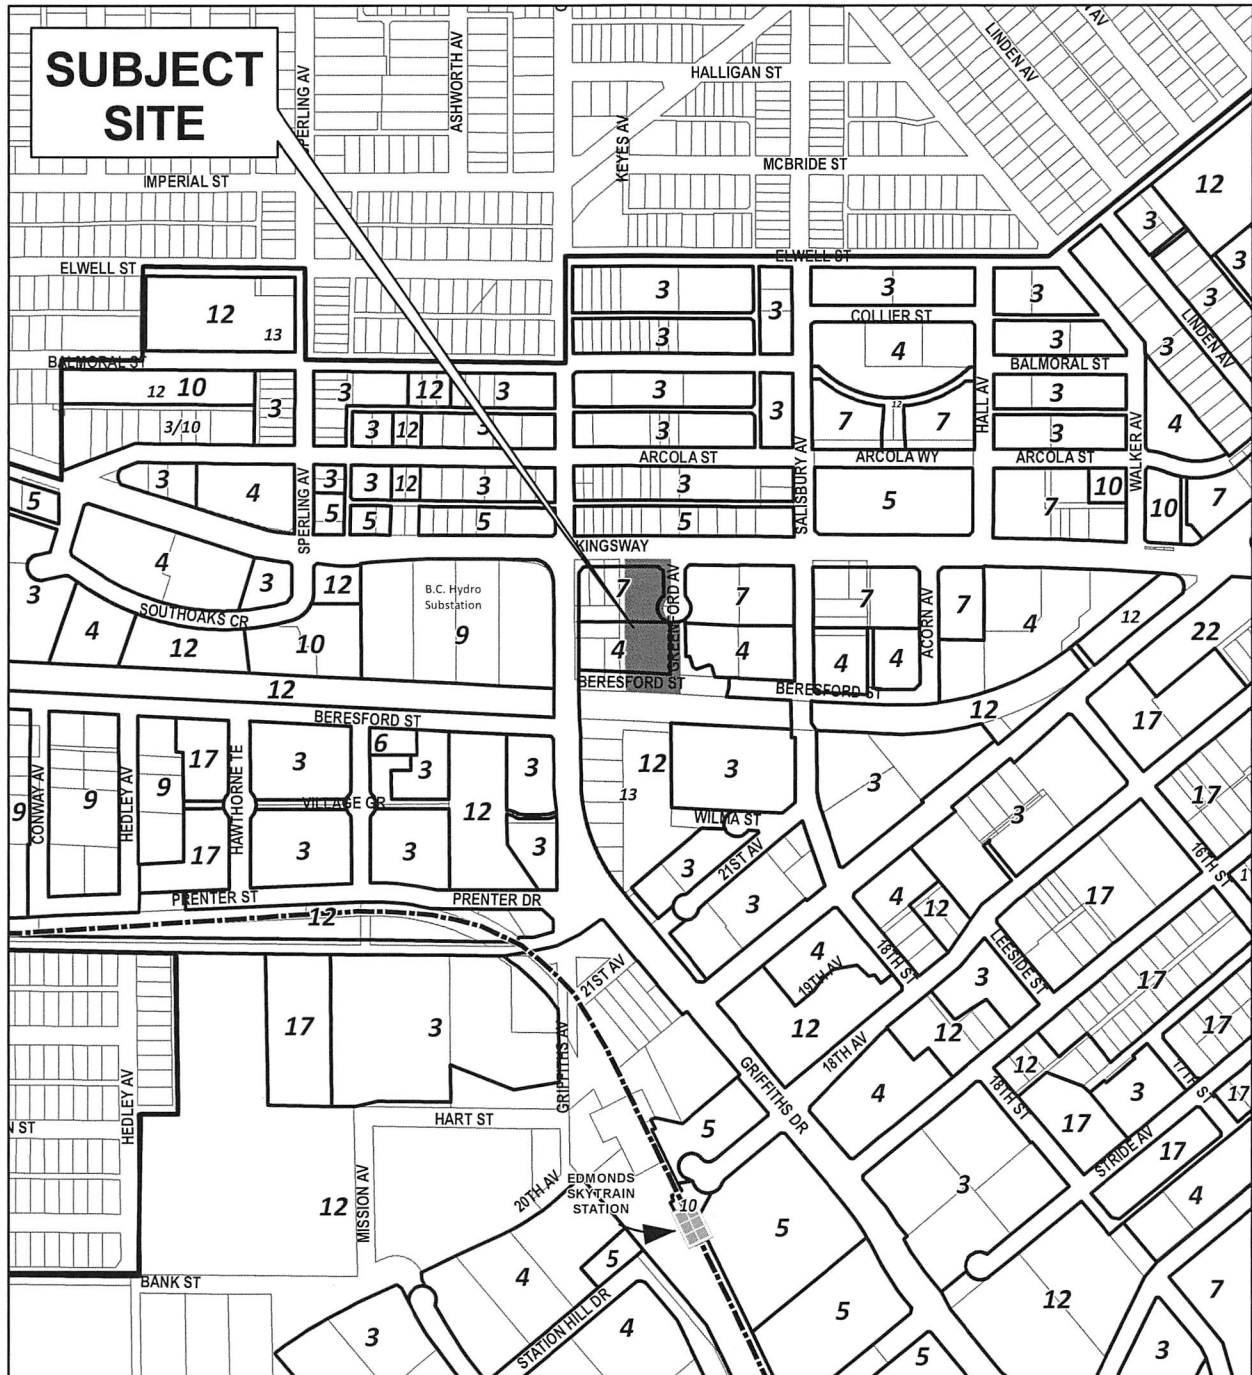 SUBJECT
SITE
LINDEN AV
HALLIGAN ST
ASHWORTH AV
KEYES AV
MCBRIDE ST
IMPERIAL ST
12
3
ELWELL ST
ELWELL ST
3
3
3
3
3
12
13
COLLIER ST
3
LINDEN AV
3
4
3
3
BALMORAL ST
BALMORAL ST
12 10
3
3
12
3
3
3
7
12
7
HALL AV
3
3/10
3
12
3
3
3
4
WALKER AV
ARCOLA ST
ARCOLA WY
ARCOLA ST
SALISBURY AV
3
4
3
3
12
3
3
5
7
10
10
7
5
SPERLING AV
5
5
5
5
KINGSWAY
4
3
12
B.C. Hydro
Substation
9
7
GREENFORD AV
7
7
ACORN AV
7
4
12
22
3
SOUTHOAKS CR
4
12
10
4
4
4
4
BERESFORD ST
BERESFORD ST
12
12
17
BERESFORD ST
CONWAY AV
9
9
HEDLEY AV
9
17
HAWTHORNE TE
3
6
3
12
3
12
13
3
3
17
VILLAGE GR
WILMA ST
3
16TH ST
17
3
3
3
3
21ST AV
3
4
12
17
PRENTER ST
PRENTER DR
12
4
19TH AV
18TH ST
LEESIDE ST
3
17
17
21ST AV
17
3
GRIFFITHS AV
12
18TH AV
12
12
17TH ST
HEDLEY AV
GRIFFITHS DR
4
18TH ST
17
3
17
HART ST
5
STRIDE AV
17
12
MISSION AV
20TH AV
EDMONDS
SKYTRAIN
STATION
10
3
4
5
5
4
BANK ST
STATION HILL DR
3
4
5
5
12
7
3